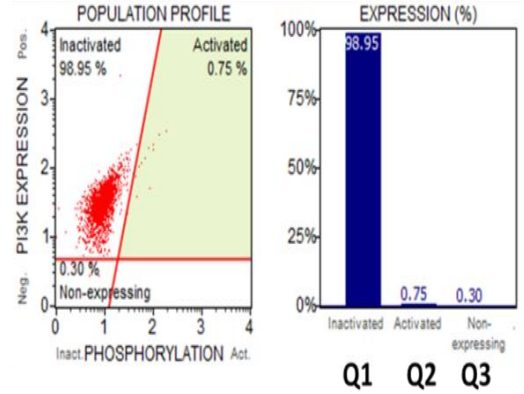 POPULATION PROFILE
Inactivated
98.95 %
Activated
0.75 %
0.30 %
Non-expressing
4
3
2
1
0
0 1 2 3 4
Neg. PI3K EXPRESSION Pos.
Inact. PHOSPHORYLATION Act.
EXPRESSION (%)
100%
75%
50%
25%
0%
98.95
0.75
0.30
Inactivated Activated Non-
expressing
Q1 Q2 Q3